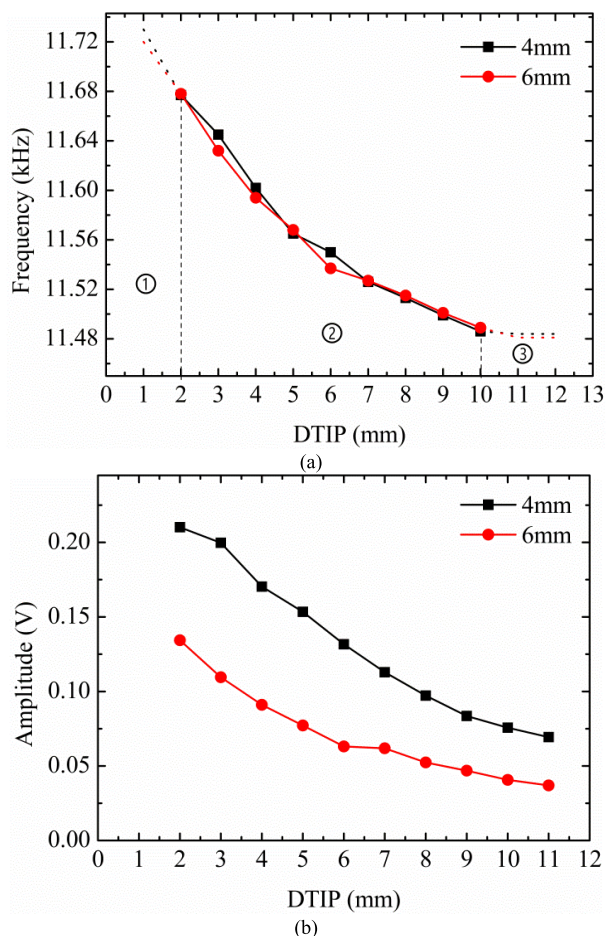 11.72
11.68
11.64
11.60
11.56
11.52
11.48
Frequency (kHz)
4mm
6mm
①
②
③
0 1 2 3 4 5 6 7 8 9 10 11 12 13
DTIP (mm)
(a)
0.20
0.15
0.10
0.05
0.00
Amplitude (V)
4mm
6mm
0 1 2 3 4 5 6 7 8 9 10 11 12
DTIP (mm)
(b)